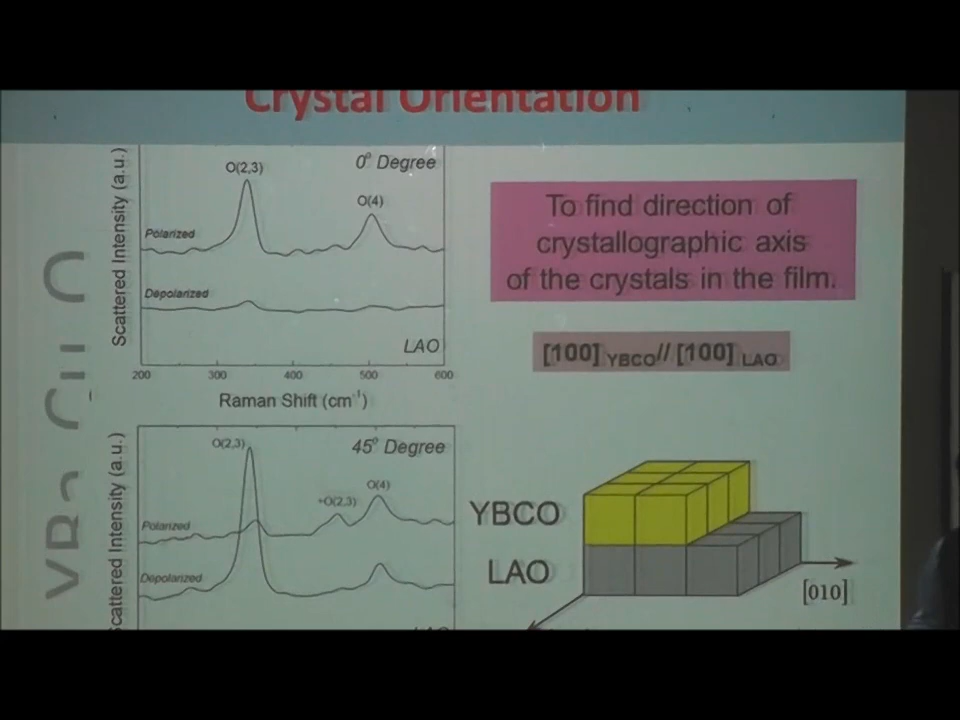 Crystal Orientation
Scattered Intensity (a.u.)
0° Degree
O(2,3)
O(4)
Polarized
Depolarized
LAO
200 300 400 500 600
Raman Shift (cm⁻¹)
Scattered Intensity (a.u.)
45° Degree
O(2,3)
+O(2,3)
O(4)
Polarized
Depolarized
To find direction of
crystallographic axis
of the crystals in the film.
[100] YBCO // [100] LAO
YBCO
LAO
[010]